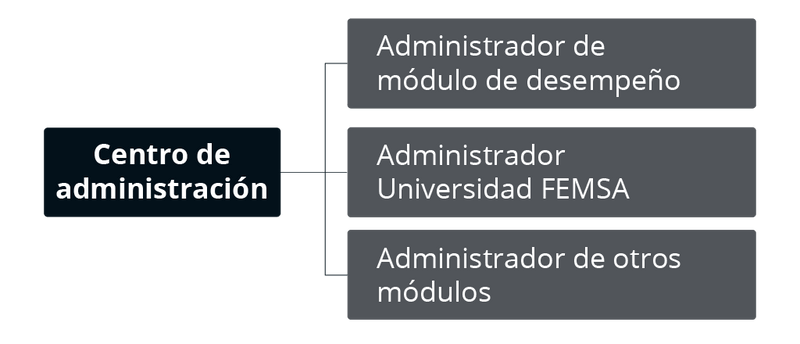 Centro de
administración
Administrador de
módulo de desempeño
Administrador
Universidad FEMSA
Administrador de otros
módulos